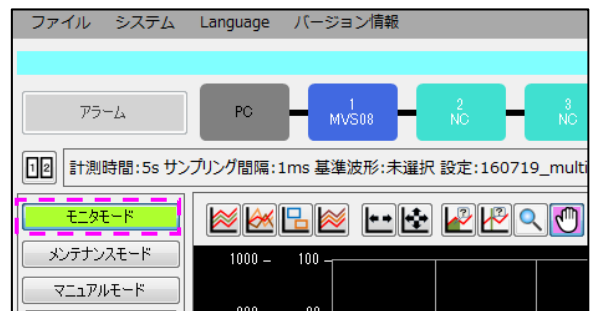 ファイル システム Language バージョン情報
アラーム
PC
1
MVS08
2
NC
3
NC
1 2
計測時間:5s サンプリング間隔:1ms 基準波形:未選択 設定:160719_multi
モニタモード
メンテナンスモード
マニュアルモード
1000 100